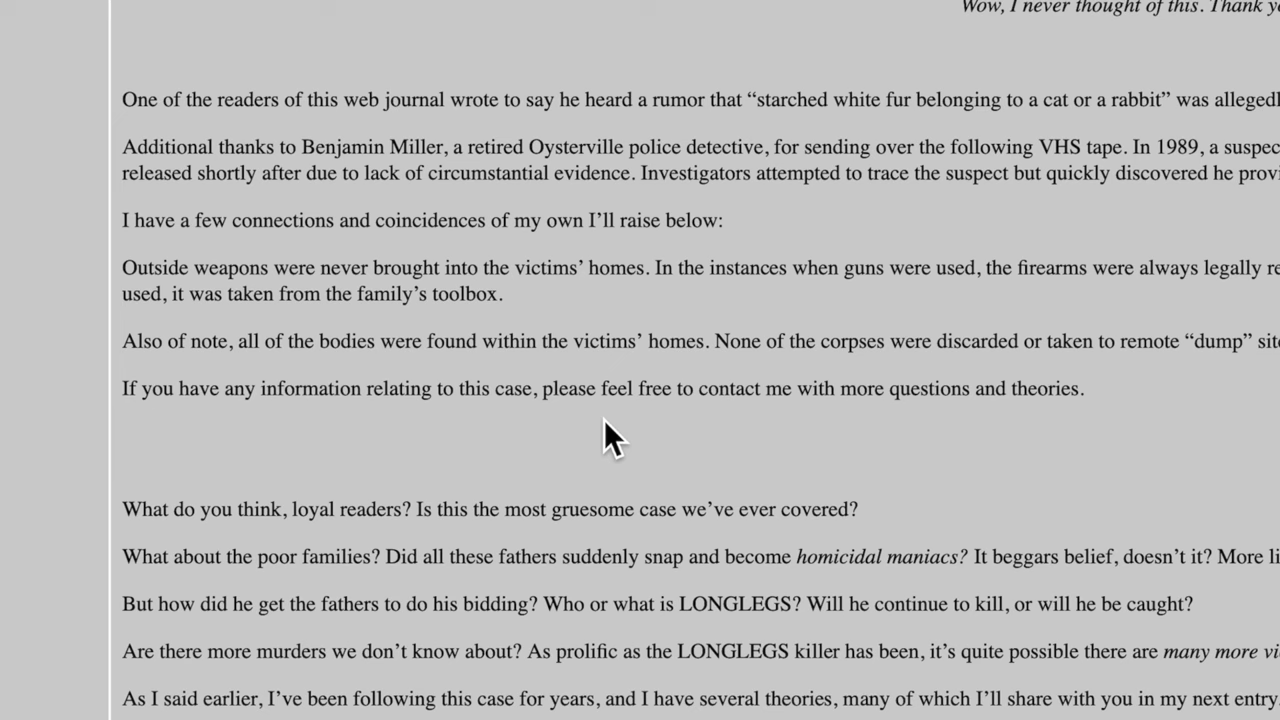 Wow, I never thought of this. Thank
One of the readers of this web journal wrote to say he heard a rumor that “starched white fur belonging to a cat or a rabbit” was
Additional thanks to Benjamin Miller, a retired Oysterville police detective, for sending over the following VHS tape. In 1989, a
released shortly after due to lack of circumstantial evidence. Investigators attempted to trace the suspect but quickly discovered he
I have a few connections and coincidences of my own I’ll raise below:
Outside weapons were never brought into the victims’ homes. In the instances when guns were used, the firearms were always legally
used, it was taken from the family’s toolbox.
Also of note, all of the bodies were found within the victims’ homes. None of the corpses were discarded or taken to remote “dump”
If you have any information relating to this case, please feel free to contact me with more questions and theories.
What do you think, loyal readers? Is this the most gruesome case we’ve ever covered?
What about the poor families? Did all these fathers suddenly snap and become homicidal maniacs? It beggars belief, doesn’t it? More
But how did he get the fathers to do his bidding? Who or what is LONGLEGS? Will he continue to kill, or will he be caught?
Are there more murders we don’t know about? As prolific as the LONGLEGS killer has been, it’s quite possible there are many more
As I said earlier, I’ve been following this case for years, and I have several theories, many of which I’ll share with you in my next entry.